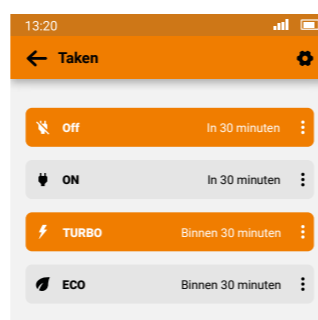 13:20
Taken
Off In 30 minuten
ON In 30 minuten
TURBO Binnen 30 minuten
ECO Binnen 30 minuten